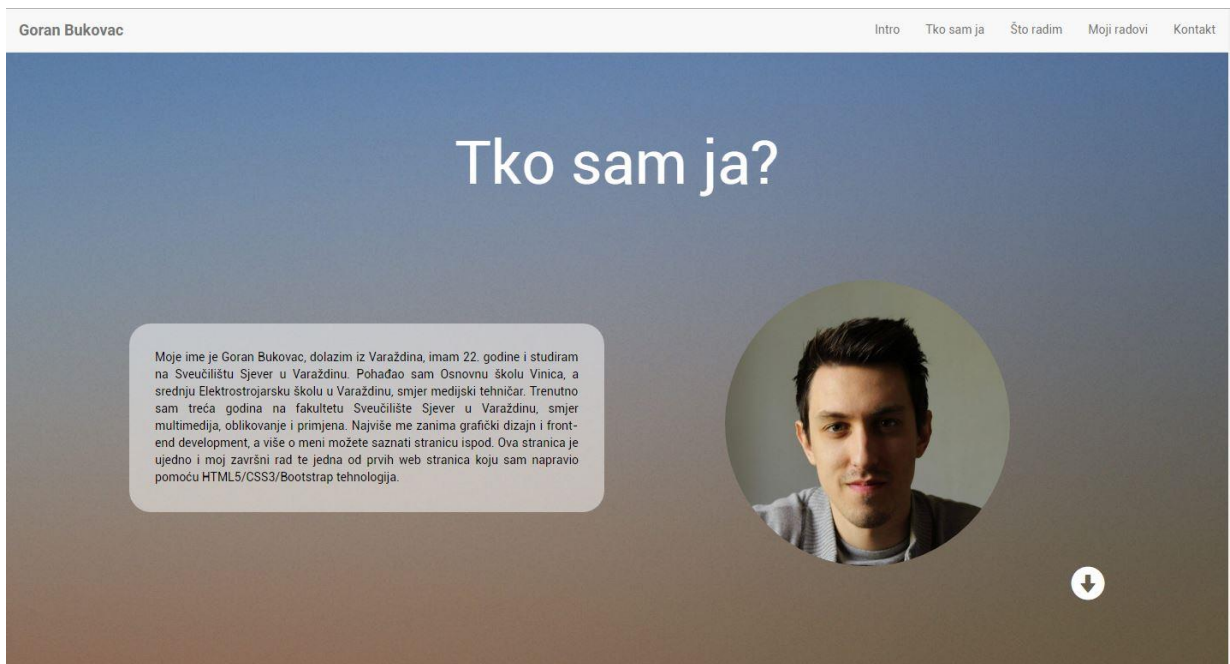 Goran Bukovac
Intro Tko sam ja Što radim Moji radovi Kontakt
Tko sam ja?
Moje ime je Goran Bukovac, dolazim iz Varaždina, imam 22. godine i studiram
na Sveučilištu Sjever u Varaždinu. Pohađao sam Osnovnu školu Vinica, a
srednju Elektrostrojarsku školu u Varaždinu, smjer medijski tehničar. Trenutno
sam treća godina na fakultetu Sveučilište Sjever u Varaždinu, smjer
multimedija, oblikovanje i primjena. Najviše me zanima grafički dizajn i front-
end development, a više o meni možete saznati stranicu ispod. Ova stranica je
ujedno i moj završni rad te jedna od prvih web stranica koju sam napravio
pomoću HTML5/CSS3/Bootstrap tehnologija.